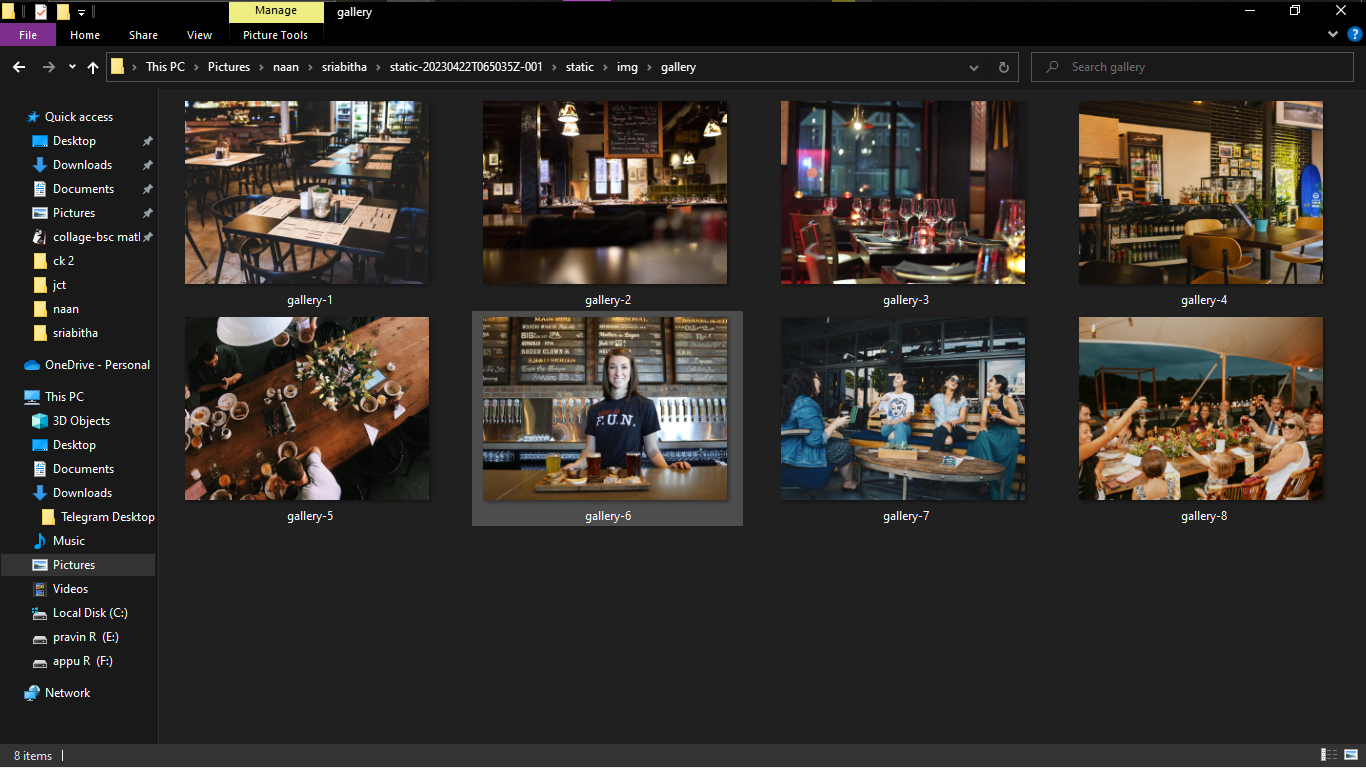 Manage
gallery
File
Home
Share
View
Picture Tools
This PC
Pictures
naan
sriabitha
static-20230422T065035Z-001
static
img
gallery
Search gallery
Quick access
Desktop
Downloads
Documents
Pictures
collage-bsc matl
ck 2
jct
naan
sriabitha
OneDrive - Personal
This PC
3D Objects
Desktop
Documents
Downloads
Telegram Desktop
Music
Pictures
Videos
Local Disk (C:)
pravin R (E:)
appu R (F:)
Network
gallery-1
gallery-2
gallery-3
gallery-4
F.U.N.
gallery-5
gallery-6
gallery-7
gallery-8
8 items